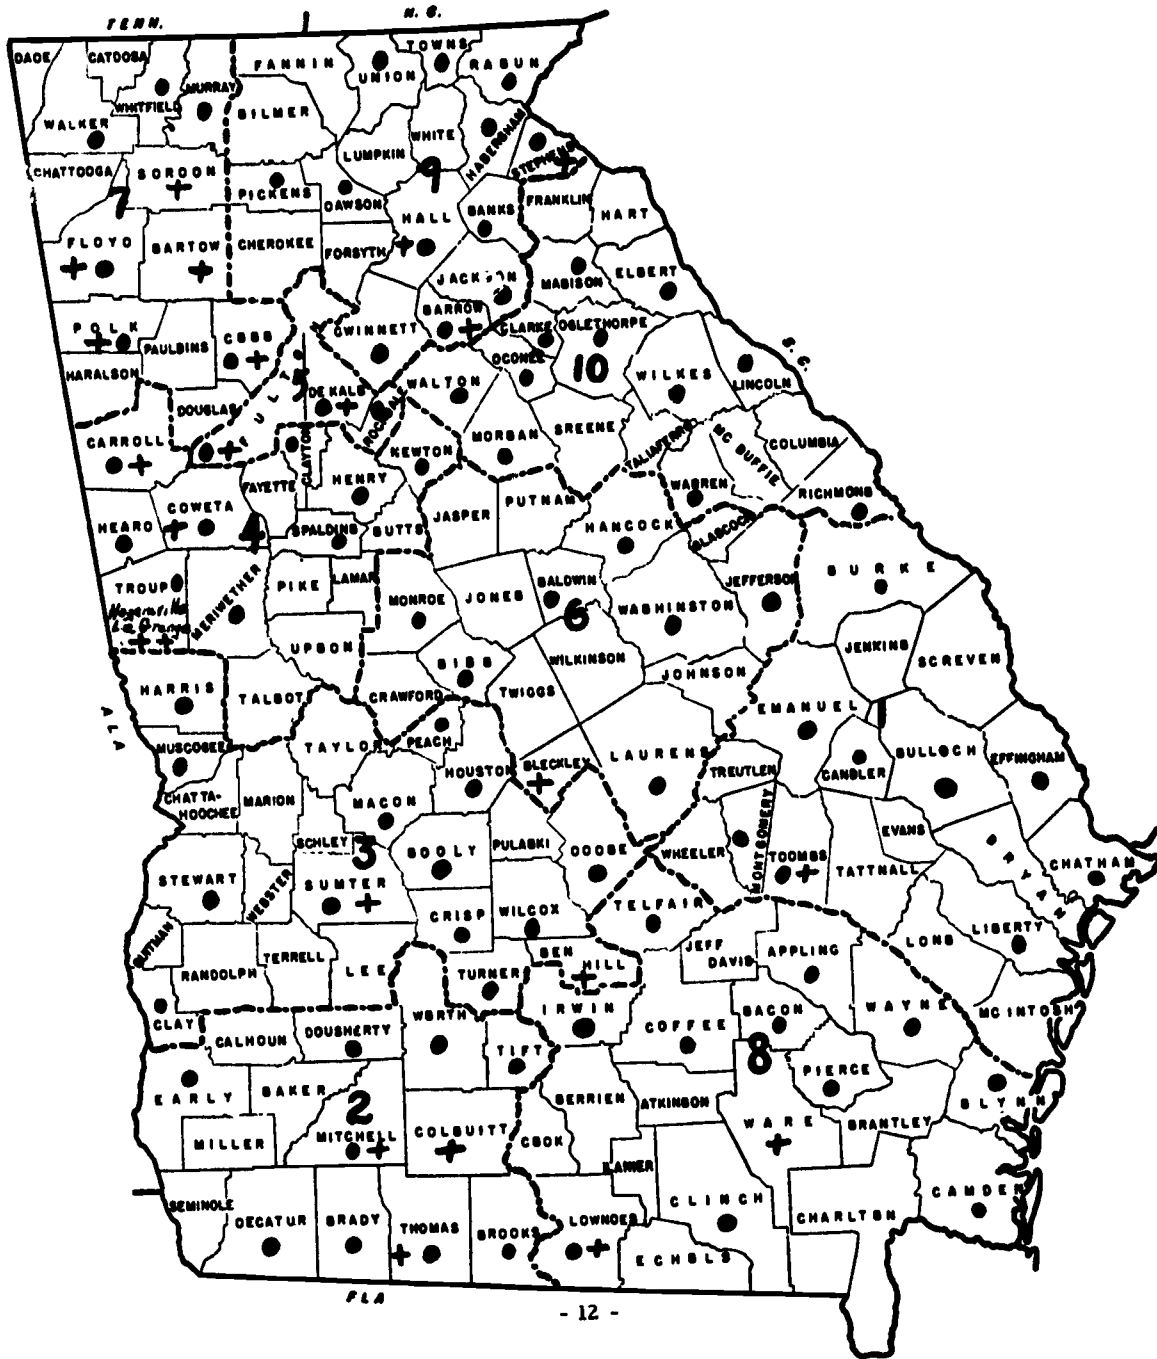 TENN.
N. C.
DADE
CATOOSA
FANNIN
UNION
TOWNS
RABUN
WHITFIELD
MURRAY
GILMER
WALKER
WHITE
HABERSHAM
LUMPKIN
STEPHENS
CHATTOOGA
GORDON
7
9
PICKENS
DAWSON
HALL
BANKS
FRANKLIN
HART
FLOYD
BARTOW
CHEROKEE
FORSYTH
JACKSON
MADISON
ELBERT
POLK
PAULDING
COBB
GWINNETT
BARROW
CLARKE
OGLETHORPE
S. C.
OCONEE
10
WILKES
LINCOLN
HARALSON
DOUGLAS
FULTON
DE KALB
ROCKDALE
WALTON
CARROLL
CLAYTON
NEWTON
MORGAN
GREENE
TALIAFERRO
MC DUFFIE
COLUMBIA
FAYETTE
HENRY
WARREN
RICHMOND
HEARD
COWETA
4
SPALDING
BUTTS
JASPER
PUTNAM
HANCOCK
GLASCOCK
TROUP
Hogansville
La Grange
MERIWETHER
PIKE
LAMAR
MONROE
JONES
BALDWIN
6
WASHINGTON
JEFFERSON
BURKE
UPSON
BIBB
WILKINSON
JENKINS
SCREVEN
HARRIS
TALBOT
CRAWFORD
TWIGGS
JOHNSON
ALA
EMANUEL
1
MUSCOGEE
TAYLOR
PEACH
HOUSTON
BLECKLEY
LAURENS
TREUTLEN
CANDLER
BULLOCH
EFFINGHAM
CHATTA-
HOOCHEE
MARION
MACON
SCHLEY
3
DOOLY
PULASKI
DODGE
WHEELER
MONTGOMERY
TOOMBS
EVANS
TATTNALL
BRYAN
CHATHAM
STEWART
WEBSTER
SUMTER
CRISP
WILCOX
TELFAIR
QUITMAN
RANDOLPH
TERRELL
LEE
TURNER
BEN HILL
JEFF
DAVIS
APPLING
LONG
LIBERTY
CLAY
CALHOUN
DOUGHERTY
WORTH
IRWIN
COFFEE
BACON
WAYNE
MCINTOSH
TIFT
8
PIERCE
EARLY
BAKER
2
MITCHELL
MILLER
COLQUITT
BERRIEN
COOK
ATKINSON
WARE
BRANTLEY
GLYNN
LANIER
SEMINOLE
DECATUR
GRADY
THOMAS
BROOKS
LOWNDES
CLINCH
ECHOLS
CHARLTON
CAMDEN
FLA
- 12 -